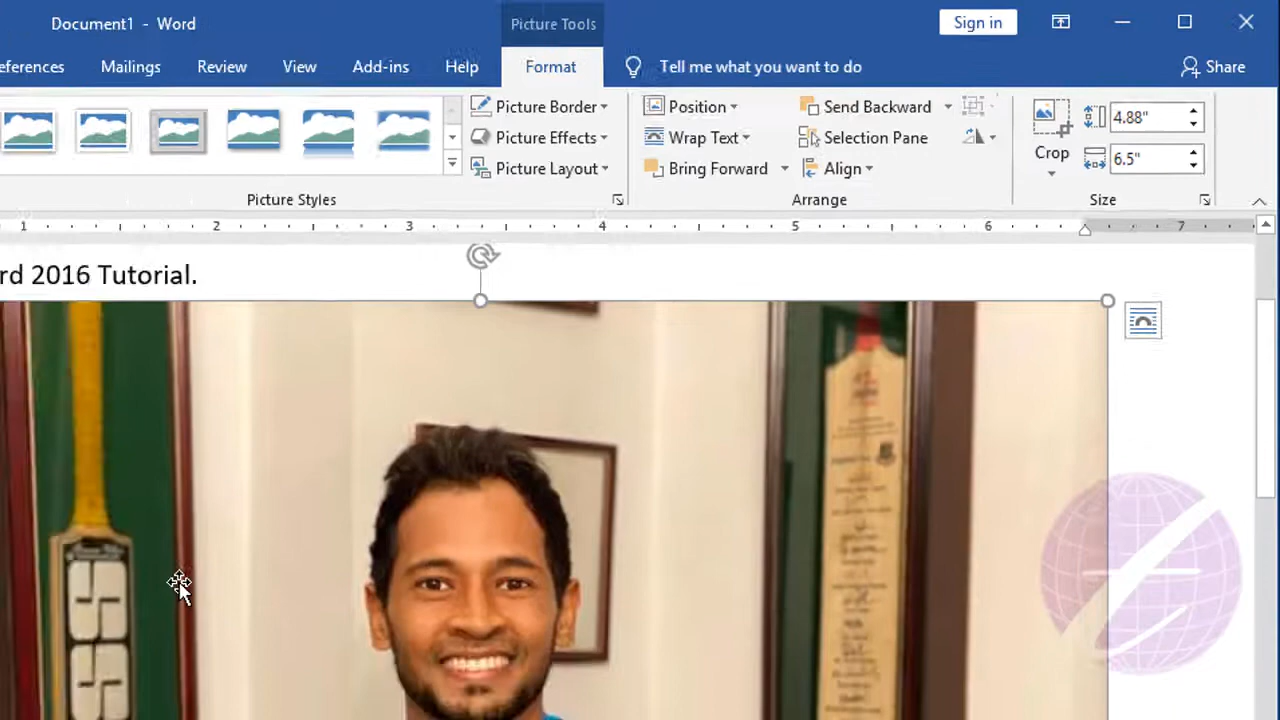 Document1 - Word
Picture Tools
Sign in
eferences
Mailings
Review
View
Add-ins
Help
Format
Tell me what you want to do
Share
Picture Border
Position
Send Backward
4.88"
Picture Effects
Wrap Text
Selection Pane
Crop
6.5"
Picture Layout
Bring Forward
Align
Picture Styles
Arrange
Size
1 2 3 4 5 6 7
rd 2016 Tutorial.